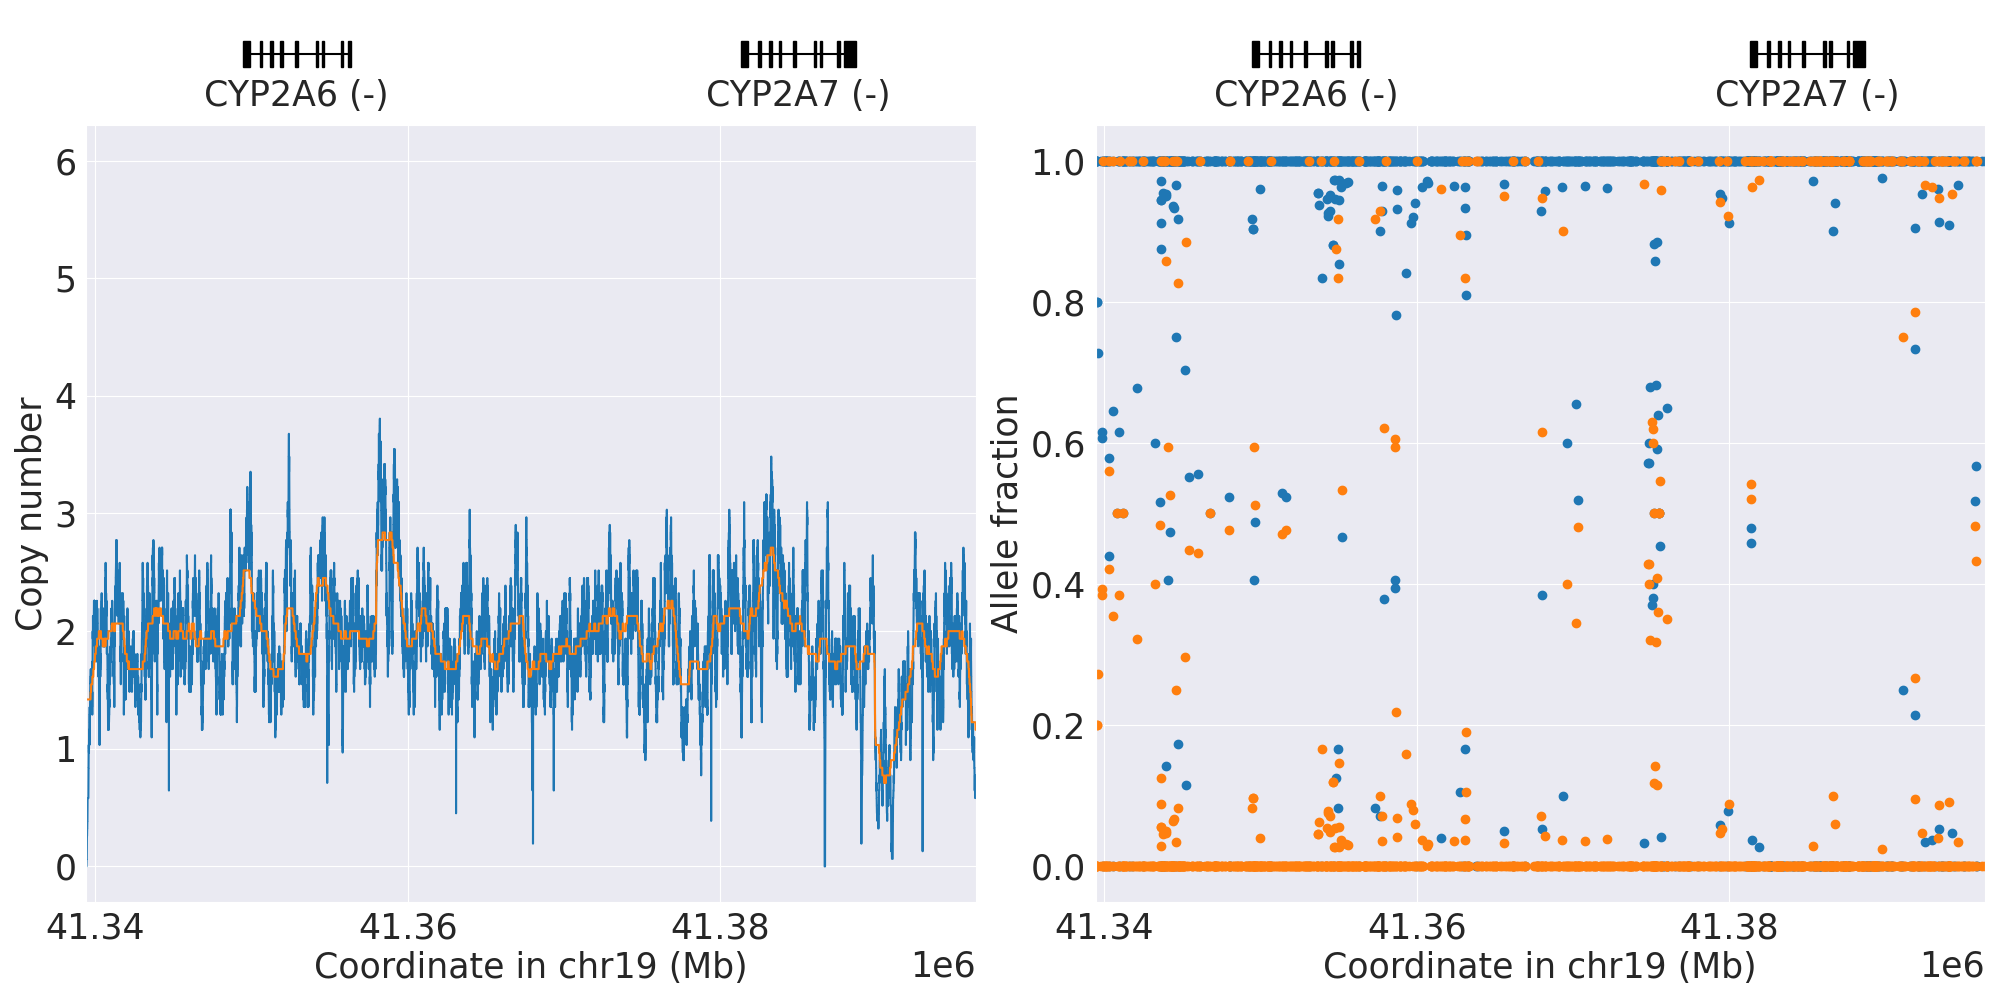 CYP2A6 (-)
CYP2A7 (-)
6
5
4
3
2
1
0
Copy number
41.34
41.36
41.38
Coordinate in chr19 (Mb)
1e6
CYP2A6 (-)
CYP2A7 (-)
1.0
0.8
0.6
0.4
0.2
0.0
Allele fraction
41.34
41.36
41.38
Coordinate in chr19 (Mb)
1e6